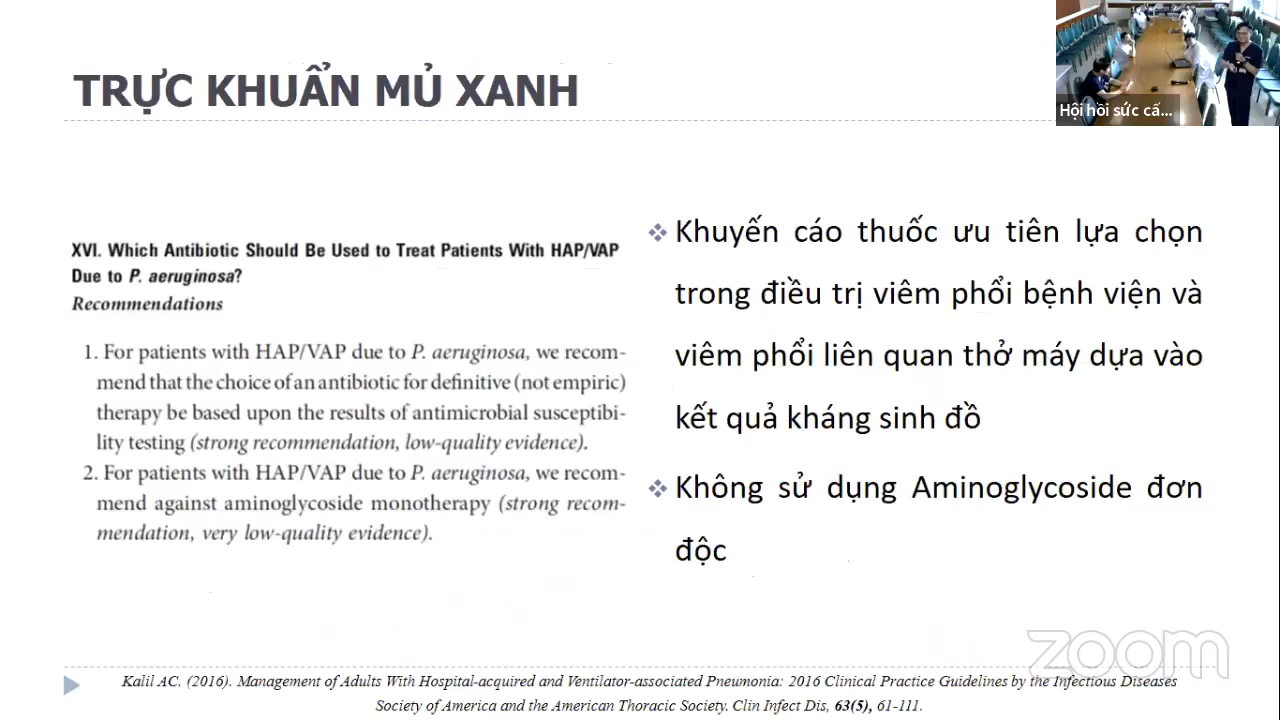 TRỰC KHUẨN MỦ XANH
Hội hồi sức cấ...
XVI. Which Antibiotic Should Be Used to Treat Patients With HAP/VAP
Due to P. aeruginosa?
Recommendations
1. For patients with HAP/VAP due to P. aeruginosa, we recom-
mend that the choice of an antibiotic for definitive (not empiric)
therapy be based upon the results of antimicrobial susceptibi-
lity testing (strong recommendation, low-quality evidence).
2. For patients with HAP/VAP due to P. aeruginosa, we recom-
mend against aminoglycoside monotherapy (strong recom-
mendation, very low-quality evidence).
❖ Khuyến cáo thuốc ưu tiên lựa chọn
trong điều trị viêm phổi bệnh viện và
viêm phổi liên quan thở máy dựa vào
kết quả kháng sinh đồ
❖ Không sử dụng Aminoglycoside đơn
độc
zoom
Kalil AC. (2016). Management of Adults With Hospital-acquired and Ventilator-associated Pneumonia: 2016 Clinical Practice Guidelines by the Infectious Diseases
Society of America and the American Thoracic Society. Clin Infect Dis, 63(5), 61-111.